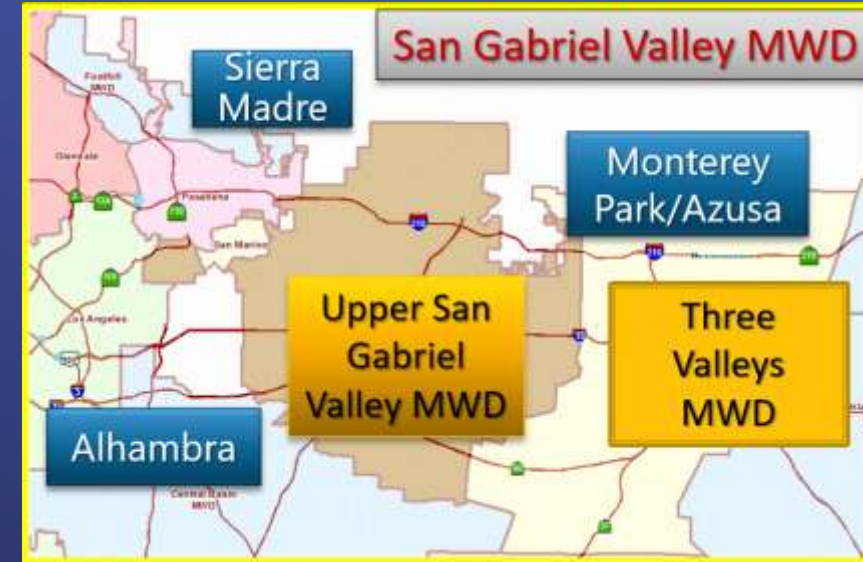 San Gabriel Valley MWD
Sierra
Madre
Foothill
MWD
Monterey
Park/Azusa
Glendale
Pasadena
San Marino
Upper San
Gabriel
Valley MWD
Three
Valleys
MWD
Los Angeles
Alhambra
Central Basin
MWD